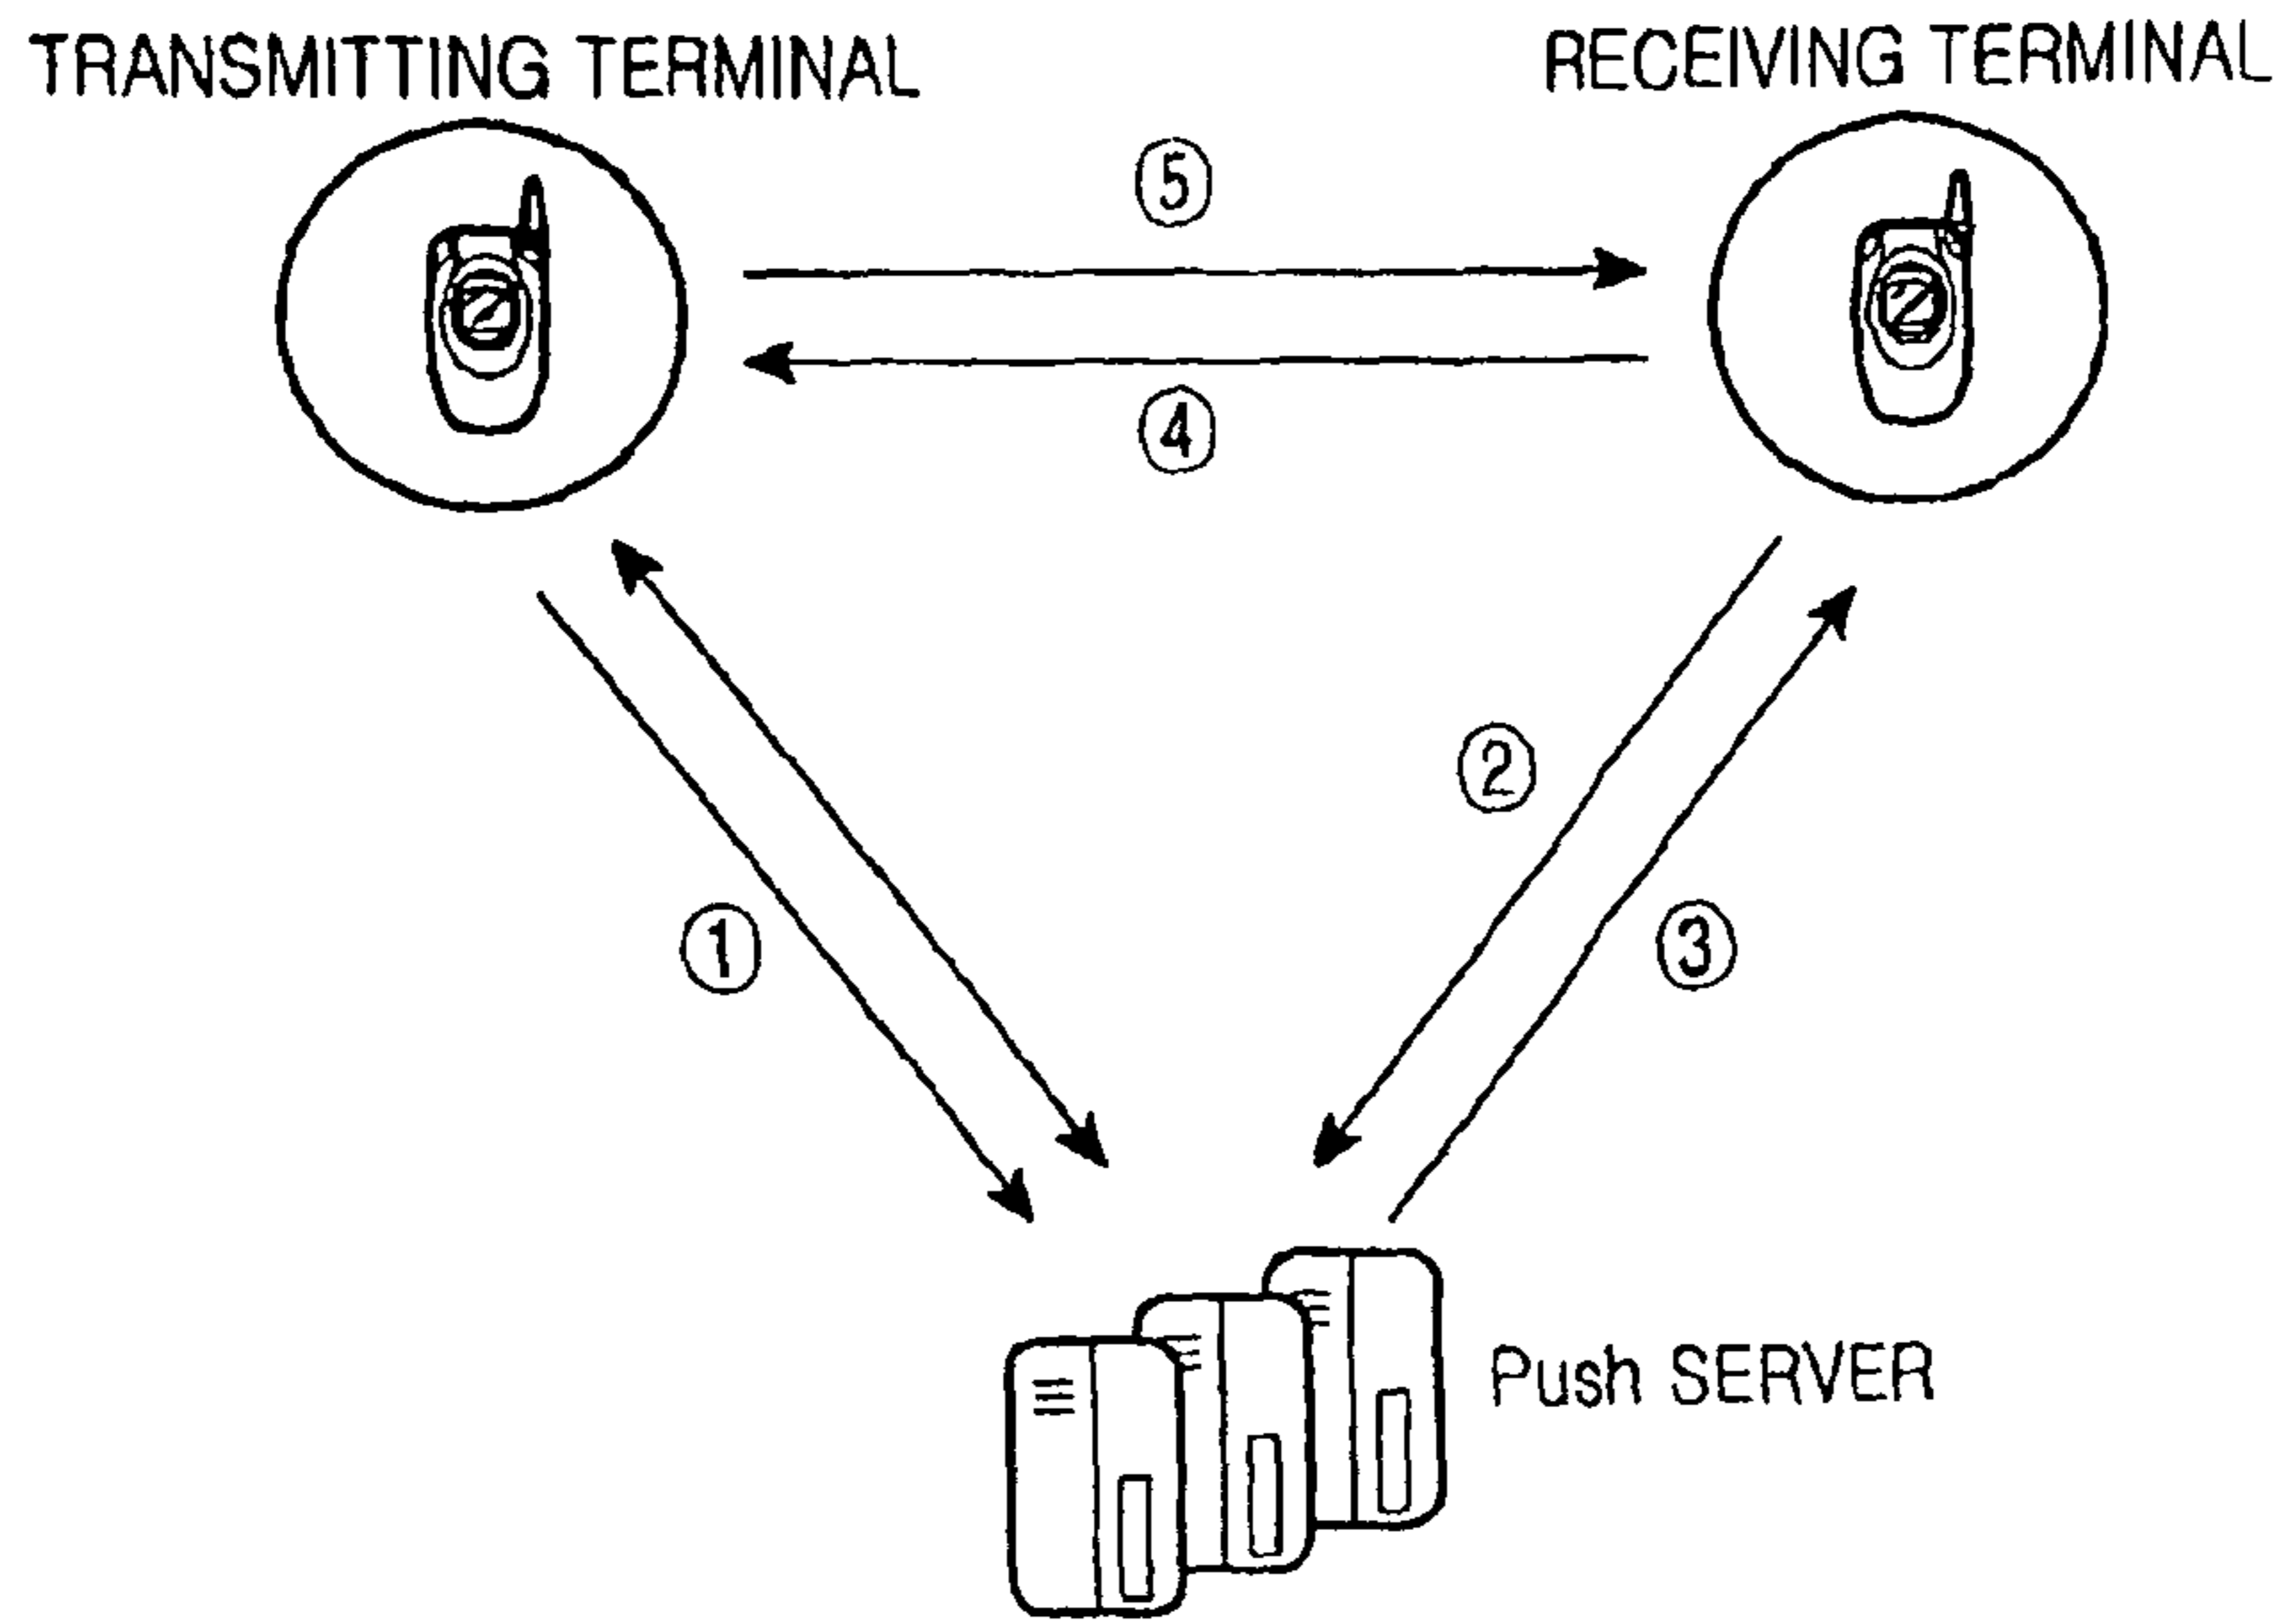 TRANSMITTING TERMINAL
RECEIVING TERMINAL
⑤
④
②
①
③
Push SERVER